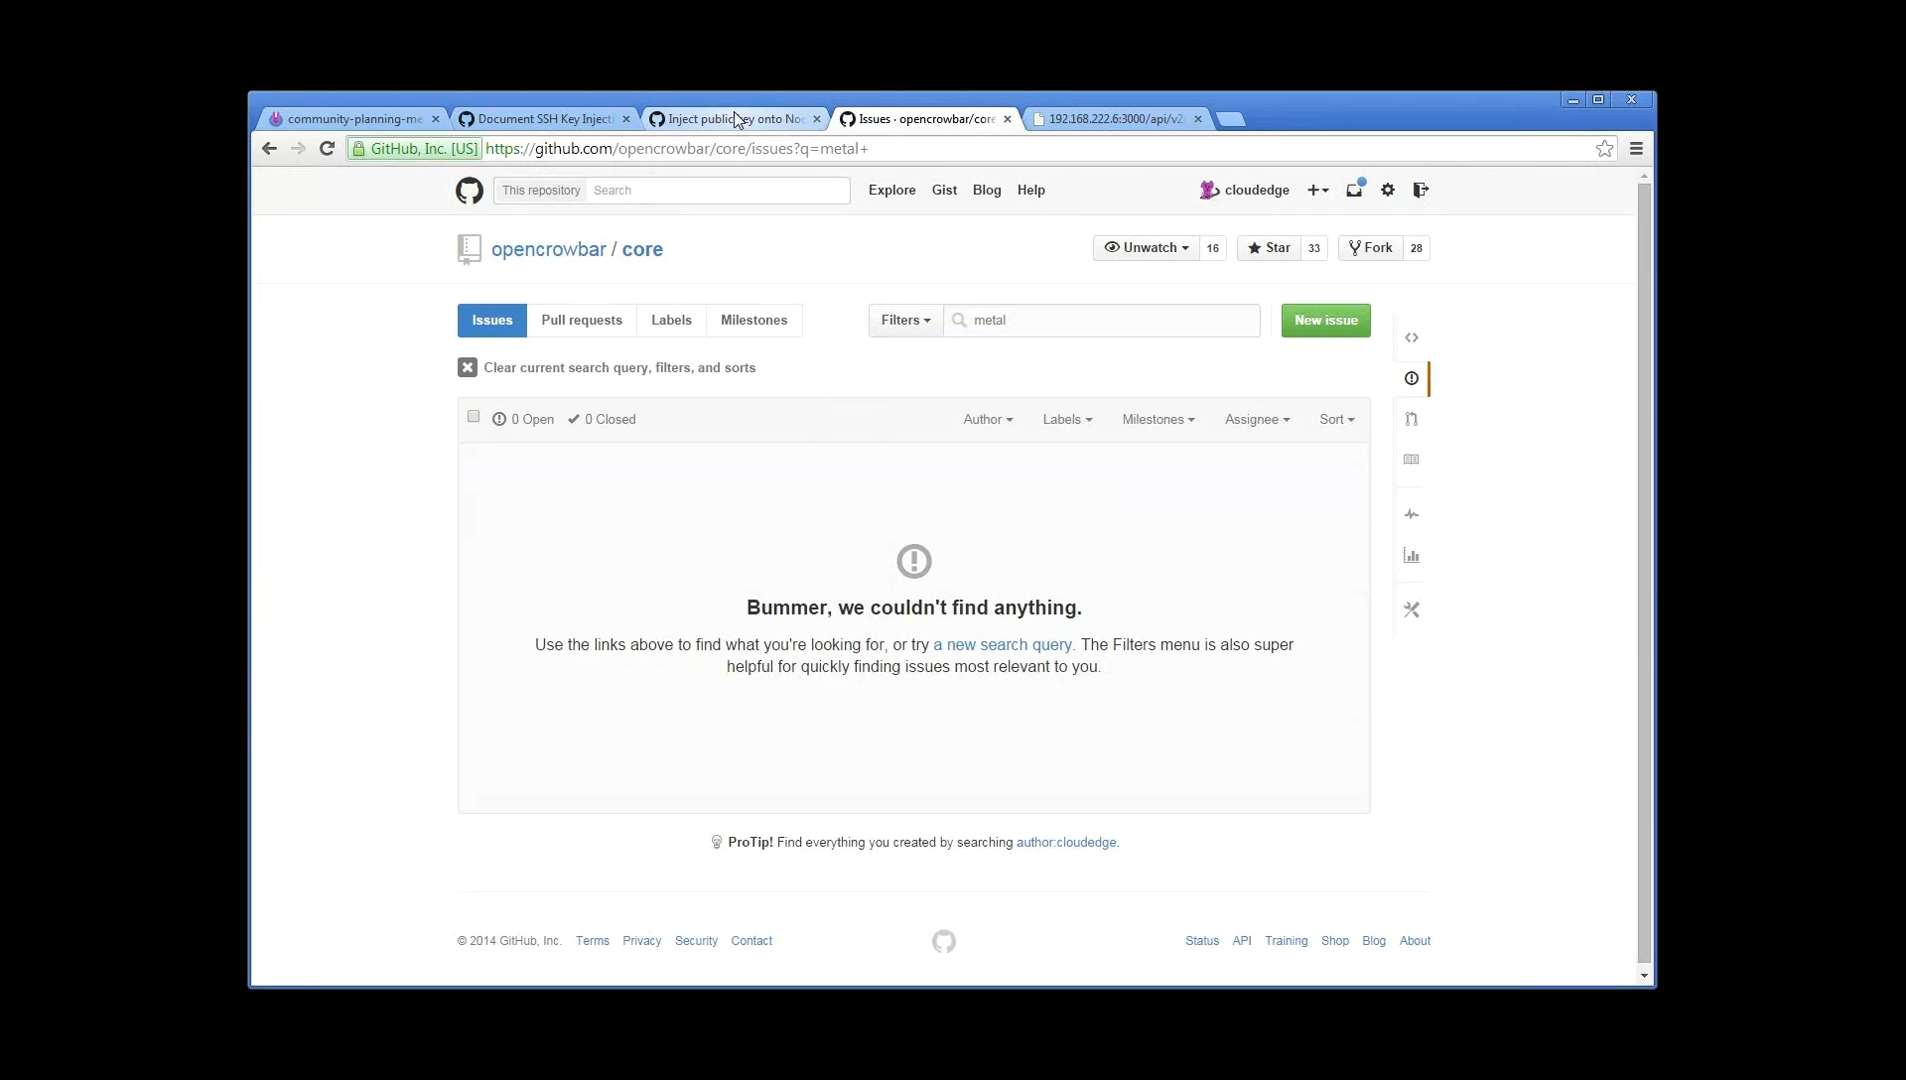 community-planning-me
Document SSH Key Injecti
Inject public key onto Noc
Issues · opencrowbar/core
192.168.222.6:3000/api/v2
GitHub, Inc. [US] https://github.com/opencrowbar/core/issues?q=metal+
This repository Search Explore Gist Blog Help cloudedge
opencrowbar / core Unwatch 16 Star 33 Fork 28
Issues Pull requests Labels Milestones Filters metal New issue
Clear current search query, filters, and sorts
0 Open 0 Closed Author Labels Milestones Assignee Sort
Bummer, we couldn't find anything.
Use the links above to find what you're looking for, or try a new search query. The Filters menu is also super
helpful for quickly finding issues most relevant to you.
ProTip! Find everything you created by searching author:cloudedge.
© 2014 GitHub, Inc. Terms Privacy Security Contact Status API Training Shop Blog About